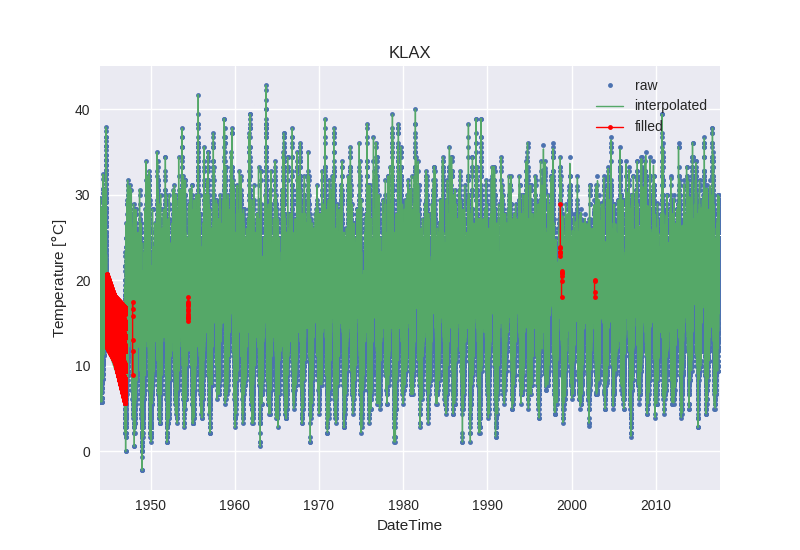 KLAX
raw
interpolated
filled
Temperature [°C]
40
30
20
10
0
1950 1960 1970 1980 1990 2000 2010
DateTime